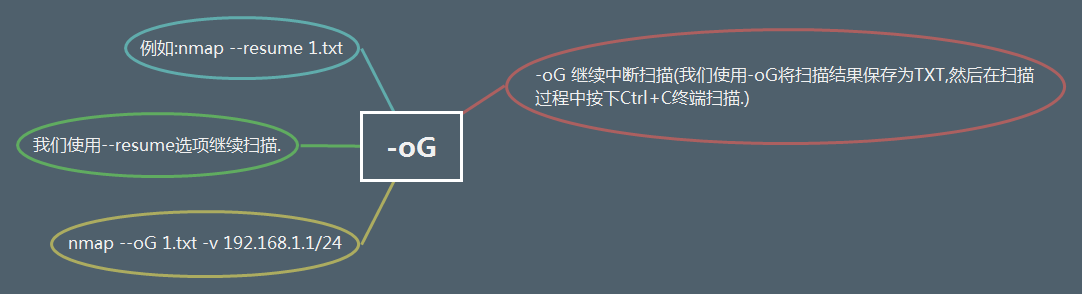 例如:nmap --resume 1.txt
-oG 继续中断扫描(我们使用-oG将扫描结果保存为TXT,然后在扫描
过程中按下Ctrl+C终端扫描.)
-oG
我们使用--resume选项继续扫描.
nmap --oG 1.txt -v 192.168.1.1/24